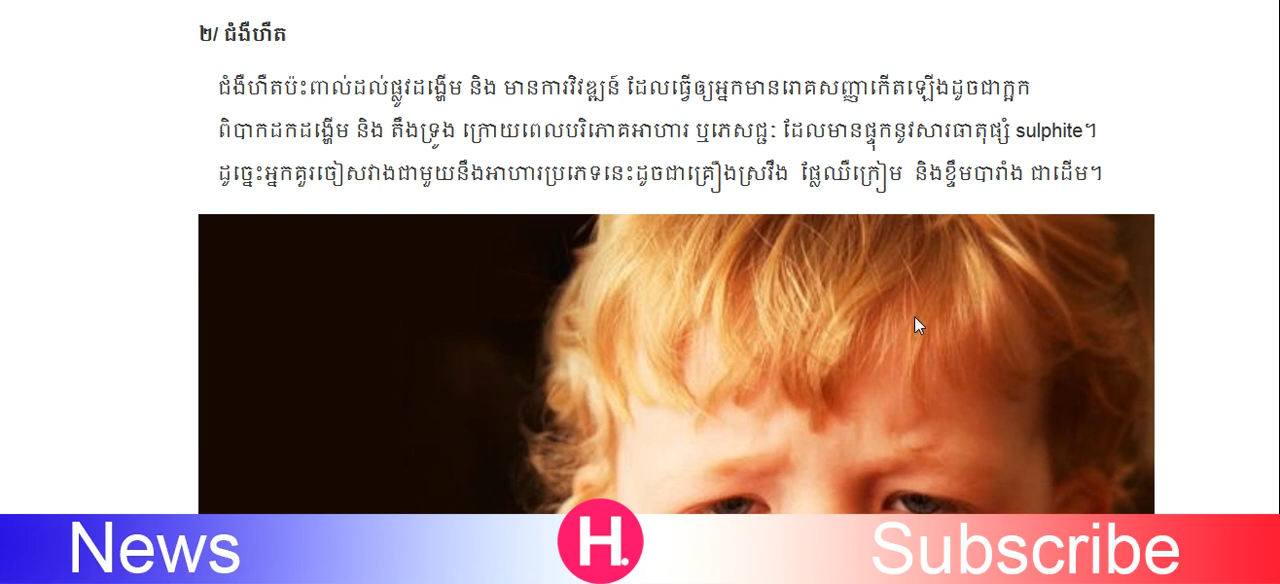 ២/ ជំងឺហឺត
ជំងឺហឺតប៉ះពាល់ដល់ផ្លូវដង្ហើម និង មានការវិវឌ្ឍន៍ ដែលធ្វើឲ្យអ្នកមានរោគសញ្ញាកើតឡើងដូចជាក្អក
ពិបាកដកដង្ហើម និង តឹងទ្រូង ក្រោយពេលបរិភោគអាហារ ឬភេសជ្ជៈ ដែលមានផ្ទុកនូវសារធាតុផ្សំ sulphite។
ដូច្នេះអ្នកគួរចៀសវាងជាមួយនឹងអាហារប្រភេទនេះដូចជាគ្រឿងស្រវឹង ផ្លែឈឺក្រៀម និងខ្ទឹមបារាំង ជាដើម។
News H. Subscribe